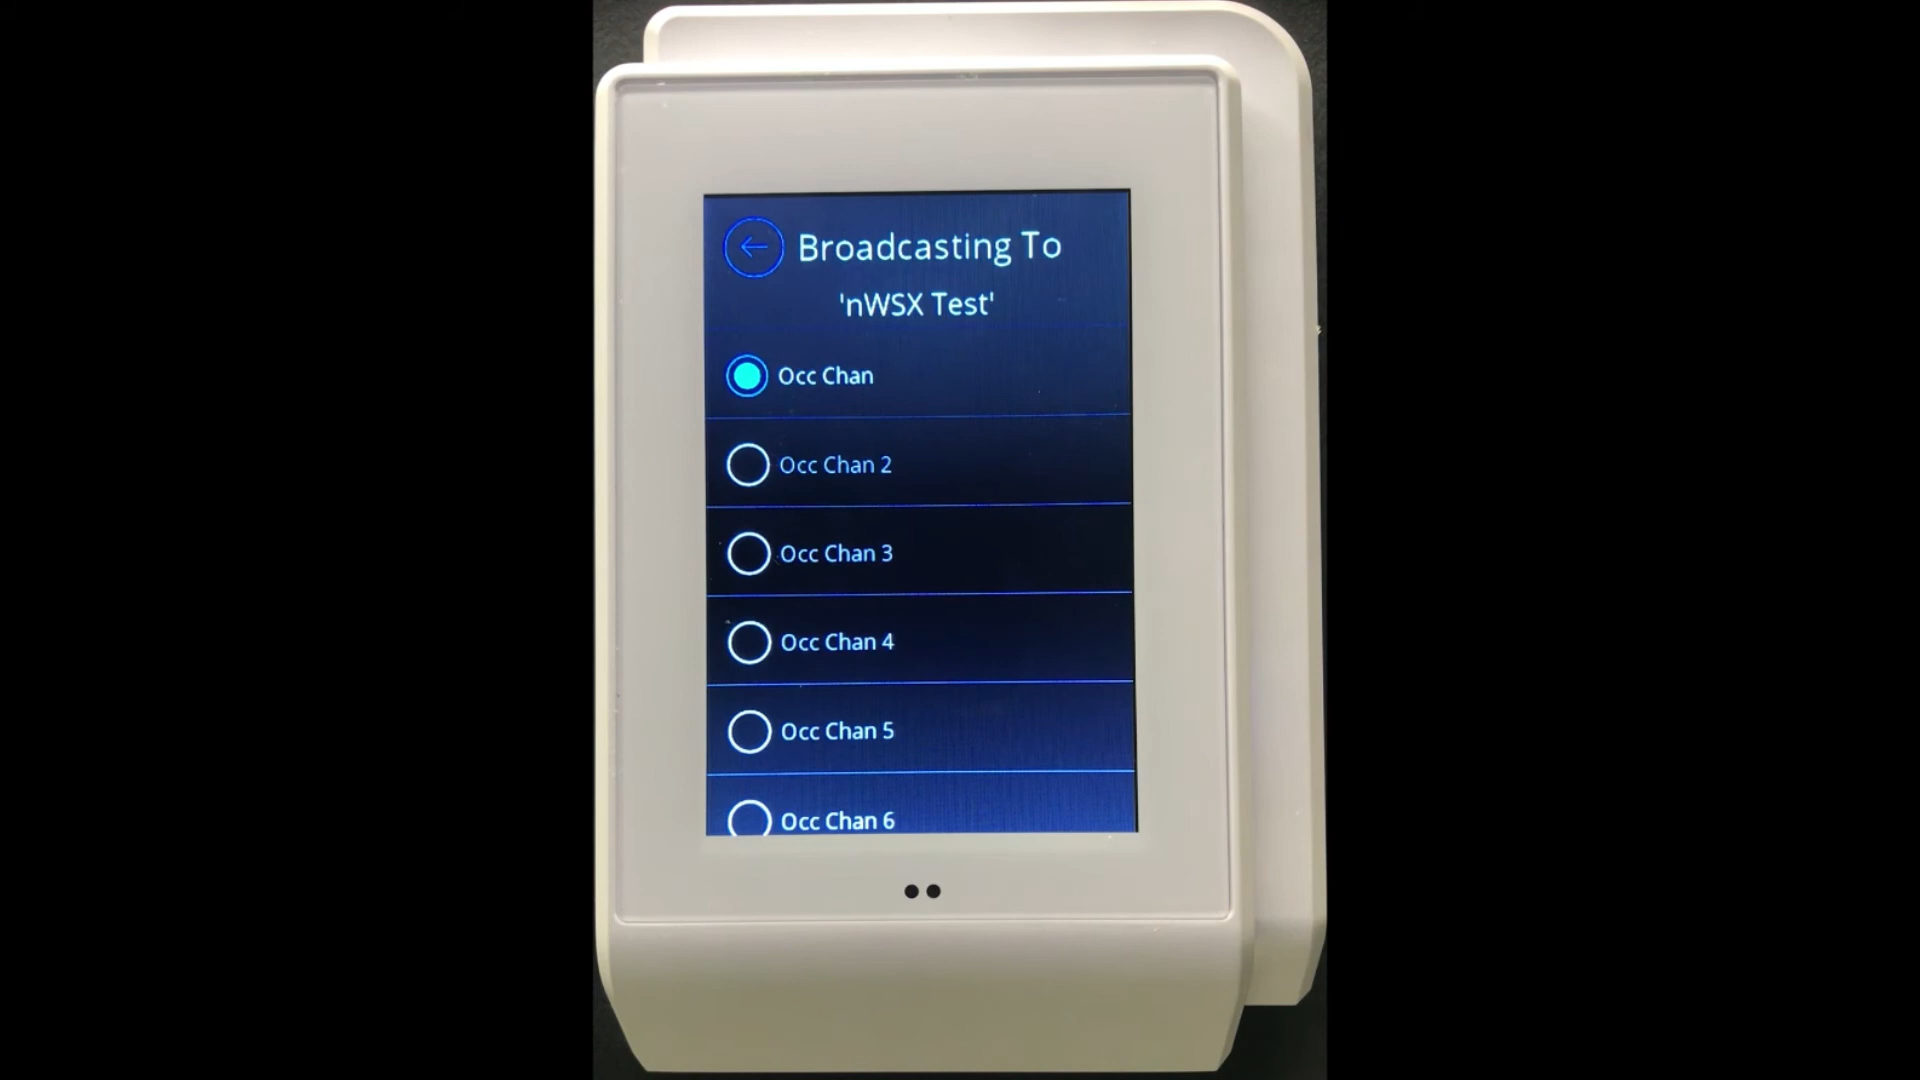 Broadcasting To
'nWSX Test'
Occ Chan
Occ Chan 2
Occ Chan 3
Occ Chan 4
Occ Chan 5
Occ Chan 6